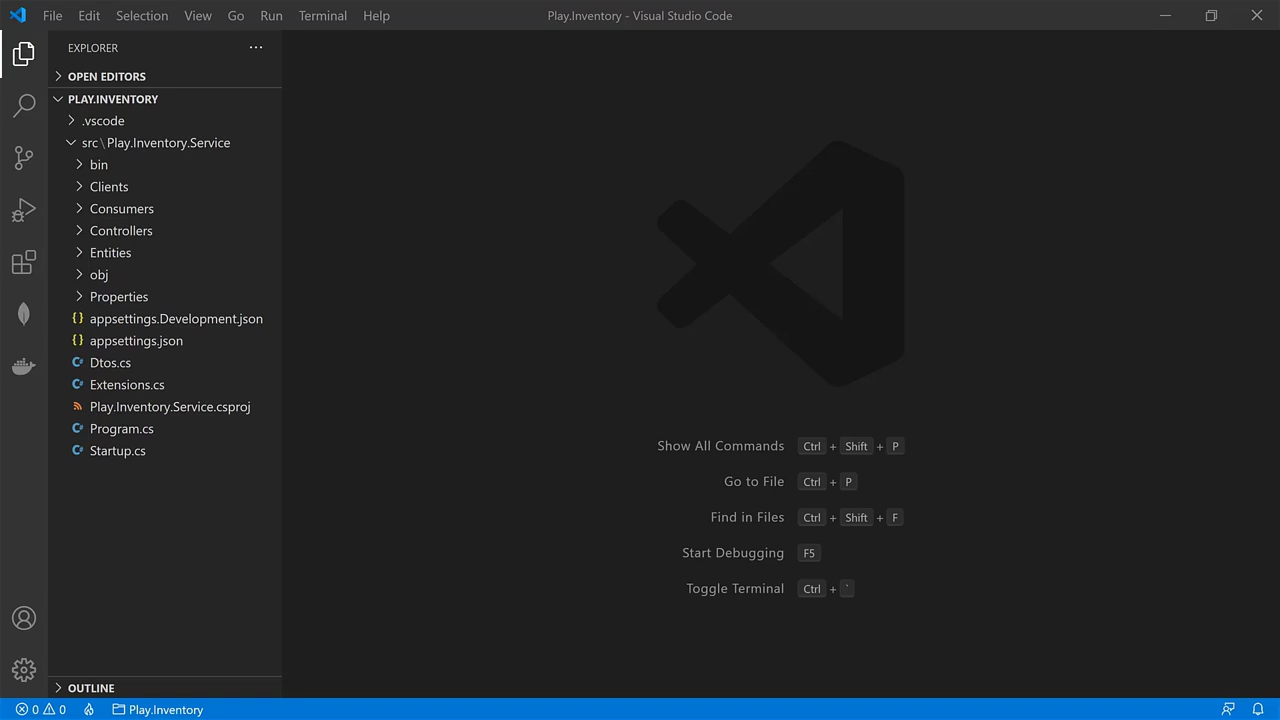 File Edit Selection View Go Run Terminal Help
Play.Inventory - Visual Studio Code
EXPLORER
OPEN EDITORS
PLAY.INVENTORY
.vscode
src\Play.Inventory.Service
bin
Clients
Consumers
Controllers
Entities
obj
Properties
{} appsettings.Development.json
{} appsettings.json
C# Dtos.cs
C# Extensions.cs
Play.Inventory.Service.csproj
C# Program.cs
C# Startup.cs
Show All Commands Ctrl + Shift + P
Go to File Ctrl + P
Find in Files Ctrl + Shift + F
Start Debugging F5
Toggle Terminal Ctrl + `
OUTLINE
0 0 Play.Inventory